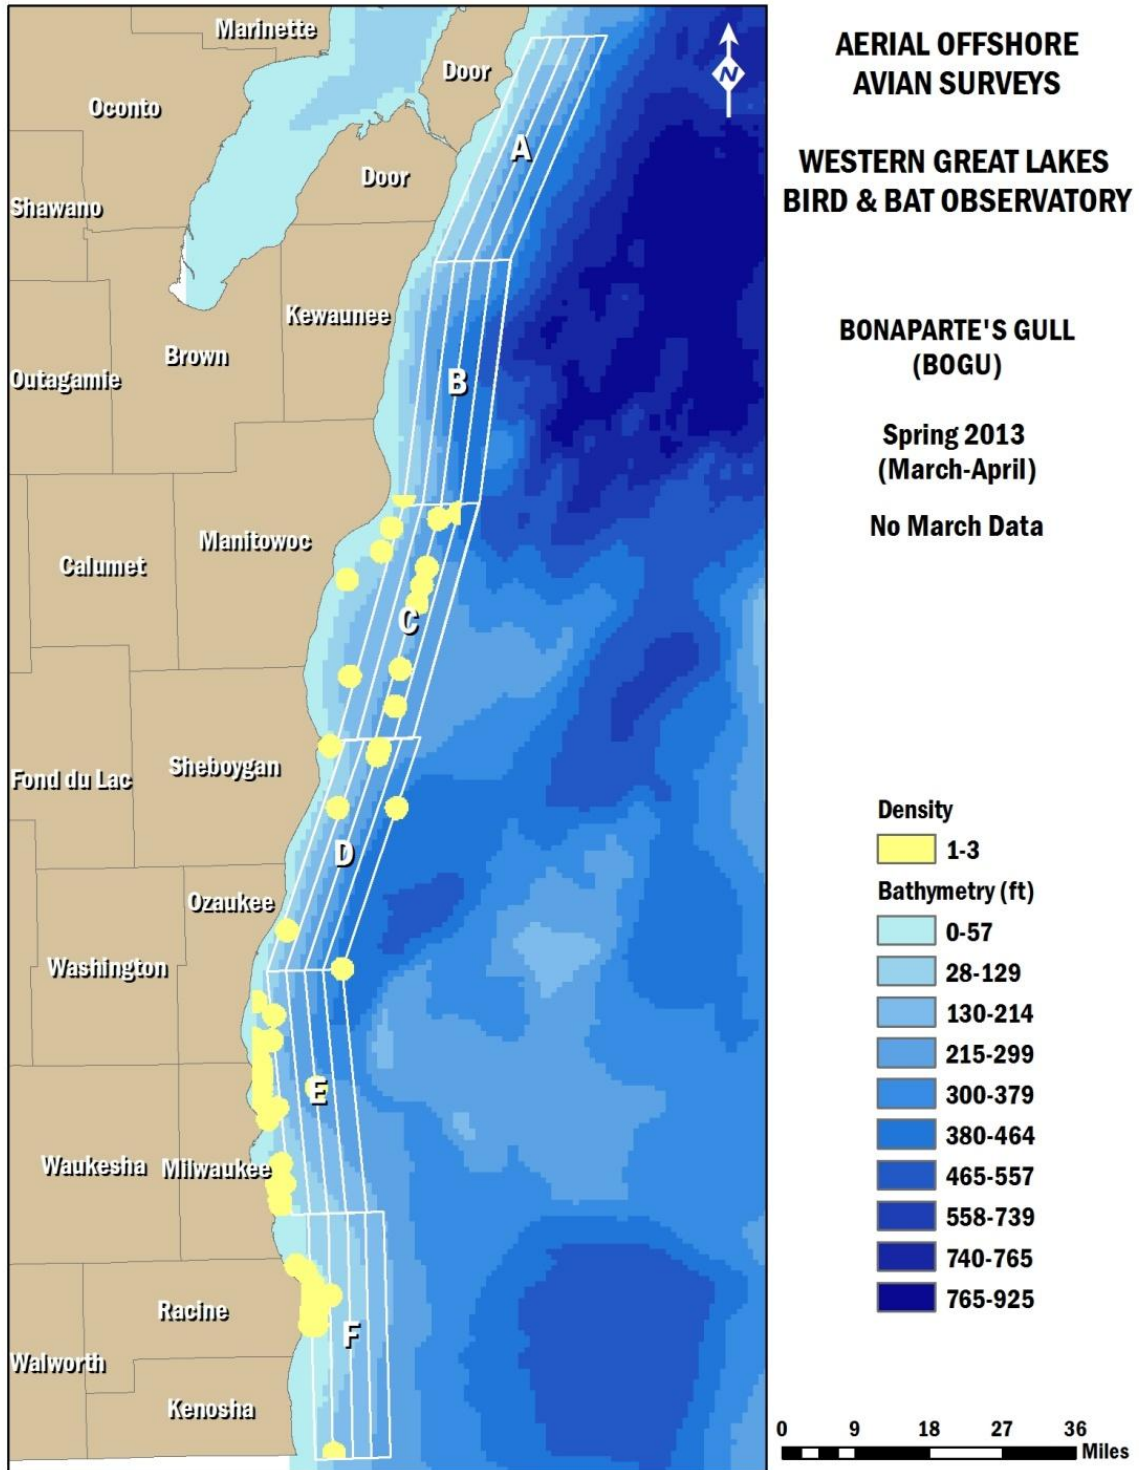 Marinette
Door
Oconto
A
Door
Shawano
Kewaunee
Brown
Outagamie
B
Manitowoc
Calumet
C
Sheboygan
Fond du Lac
D
Ozaukee
Washington
E
Waukesha
Milwaukee
Racine
F
Walworth
Kenosha
N
AERIAL OFFSHORE
AVIAN SURVEYS
WESTERN GREAT LAKES
BIRD & BAT OBSERVATORY
BONAPARTE'S GULL
(BOGU)
Spring 2013
(March-April)
No March Data
Density
1-3
Bathymetry (ft)
0-57
28-129
130-214
215-299
300-379
380-464
465-557
558-739
740-765
765-925
0 9 18 27 36
Miles